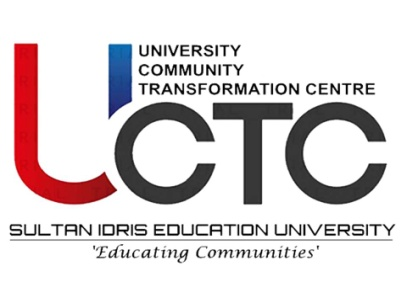 UNIVERSITY
COMMUNITY
TRANSFORMATION CENTRE
UCTC
SULTAN IDRIS EDUCATION UNIVERSITY
'Educating Communities'